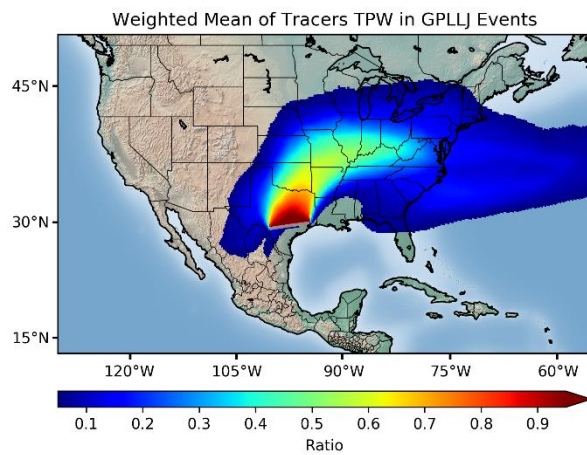 Weighted Mean of Tracers TPW in GPLLJ Events
45°N
30°N
15°N
120°W 105°W 90°W 75°W 60°W
0.1 0.2 0.3 0.4 0.5 0.6 0.7 0.8 0.9
Ratio